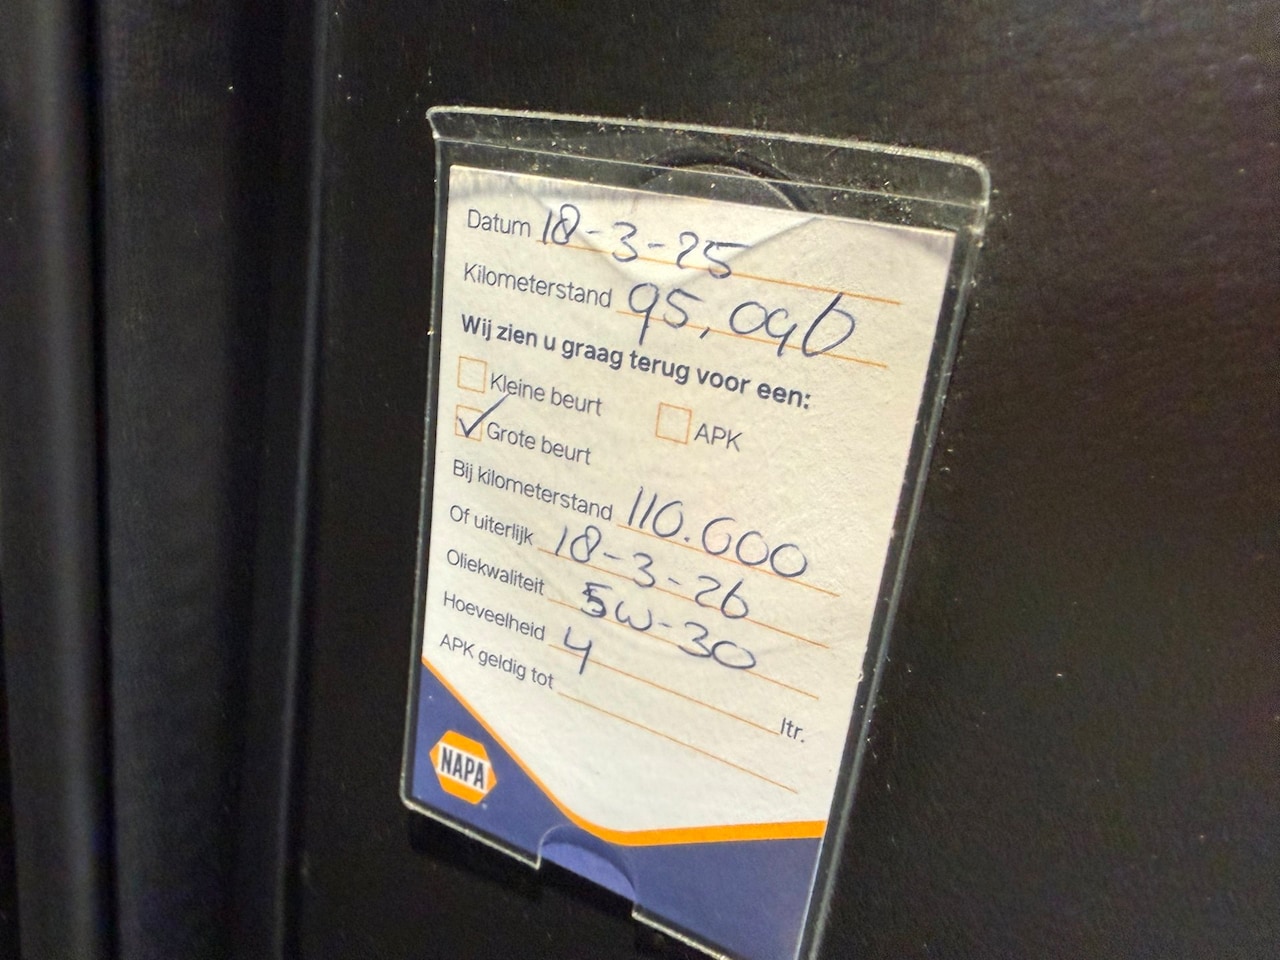 Datum 18-3-25
Kilometerstand 95,096
Wij zien u graag terug voor een:
Kleine beurt APK
Grote beurt
Bij kilometerstand 110.000
Of uiterlijk 18-3-26
Oliekwaliteit 5W-30
Hoeveelheid 4 ltr.
APK geldig tot
NAPA